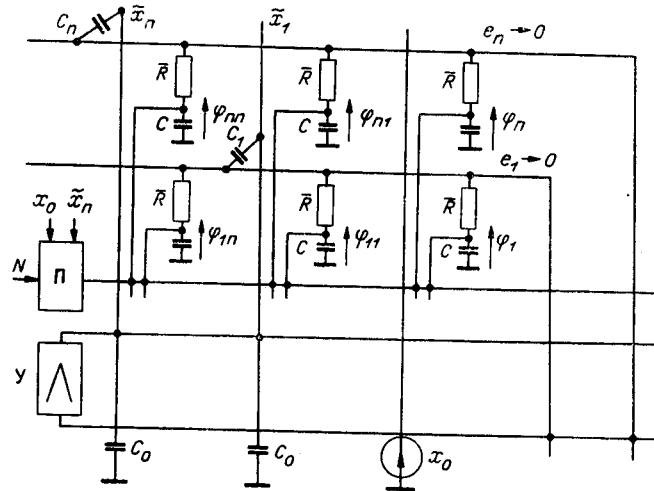 Cₙ x̃ₙ x̃₁ eₙ → 0
R̄ R̄ R̄
C φₙₙ C φₙ₁ φₙ
C₁ e₁ → 0
R̄ R̄ R̄
x₀ x̃ₙ φ₁ₙ C φ₁₁ C φ₁
N П
У
C₀ C₀ x₀